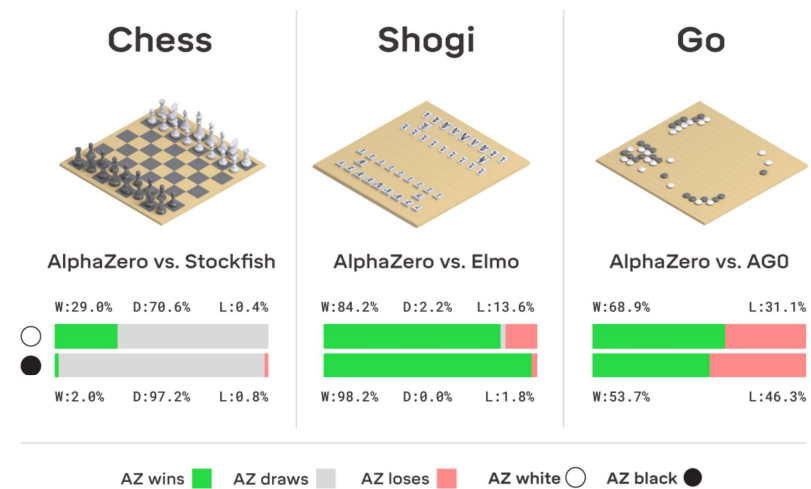 Chess
Shogi
Go
AlphaZero vs. Stockfish
AlphaZero vs. Elmo
AlphaZero vs. AG0
W:29.0% D:70.6% L:0.4%
W:84.2% D:2.2% L:13.6%
W:68.9% L:31.1%
W:2.0% D:97.2% L:0.8%
W:98.2% D:0.0% L:1.8%
W:53.7% L:46.3%
AZ wins AZ draws AZ loses AZ white AZ black